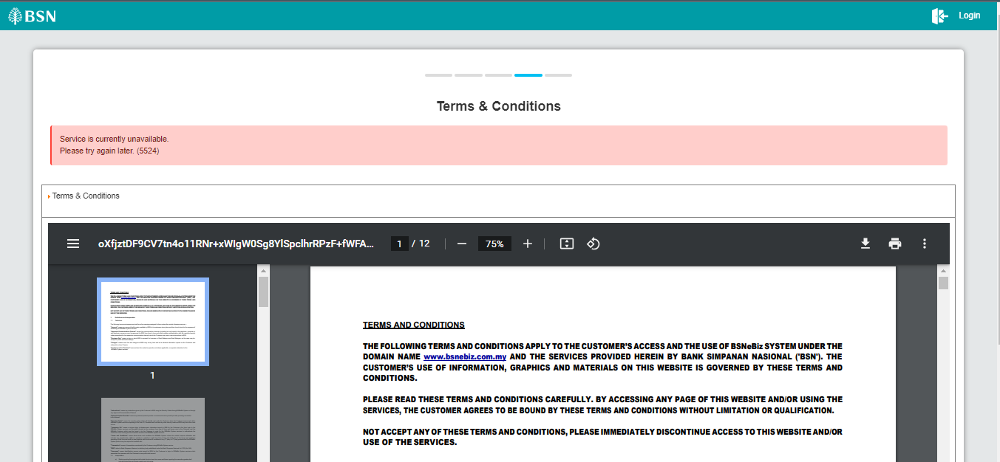 BSN
Login
Terms & Conditions
Service is currently unavailable.
Please try again later. (5524)
Terms & Conditions
1 / 12
75%
1
TERMS AND CONDITIONS
THE FOLLOWING TERMS AND CONDITIONS APPLY TO THE CUSTOMER'S ACCESS AND THE USE OF BSNeBiz SYSTEM UNDER THE
DOMAIN NAME www.bsnebiz.com.my AND THE SERVICES PROVIDED HEREIN BY BANK SIMPANAN NASIONAL ('BSN'). THE
CUSTOMER'S USE OF INFORMATION, GRAPHICS AND MATERIALS ON THIS WEBSITE IS GOVERNED BY THESE TERMS AND
CONDITIONS.
PLEASE READ THESE TERMS AND CONDITIONS CAREFULLY. BY ACCESSING ANY PAGE OF THIS WEBSITE AND/OR USING THE
SERVICES, THE CUSTOMER AGREES TO BE BOUND BY THESE TERMS AND CONDITIONS WITHOUT LIMITATION OR QUALIFICATION.
NOT ACCEPT ANY OF THESE TERMS AND CONDITIONS, PLEASE IMMEDIATELY DISCONTINUE ACCESS TO THIS WEBSITE AND/OR
USE OF THE SERVICES.